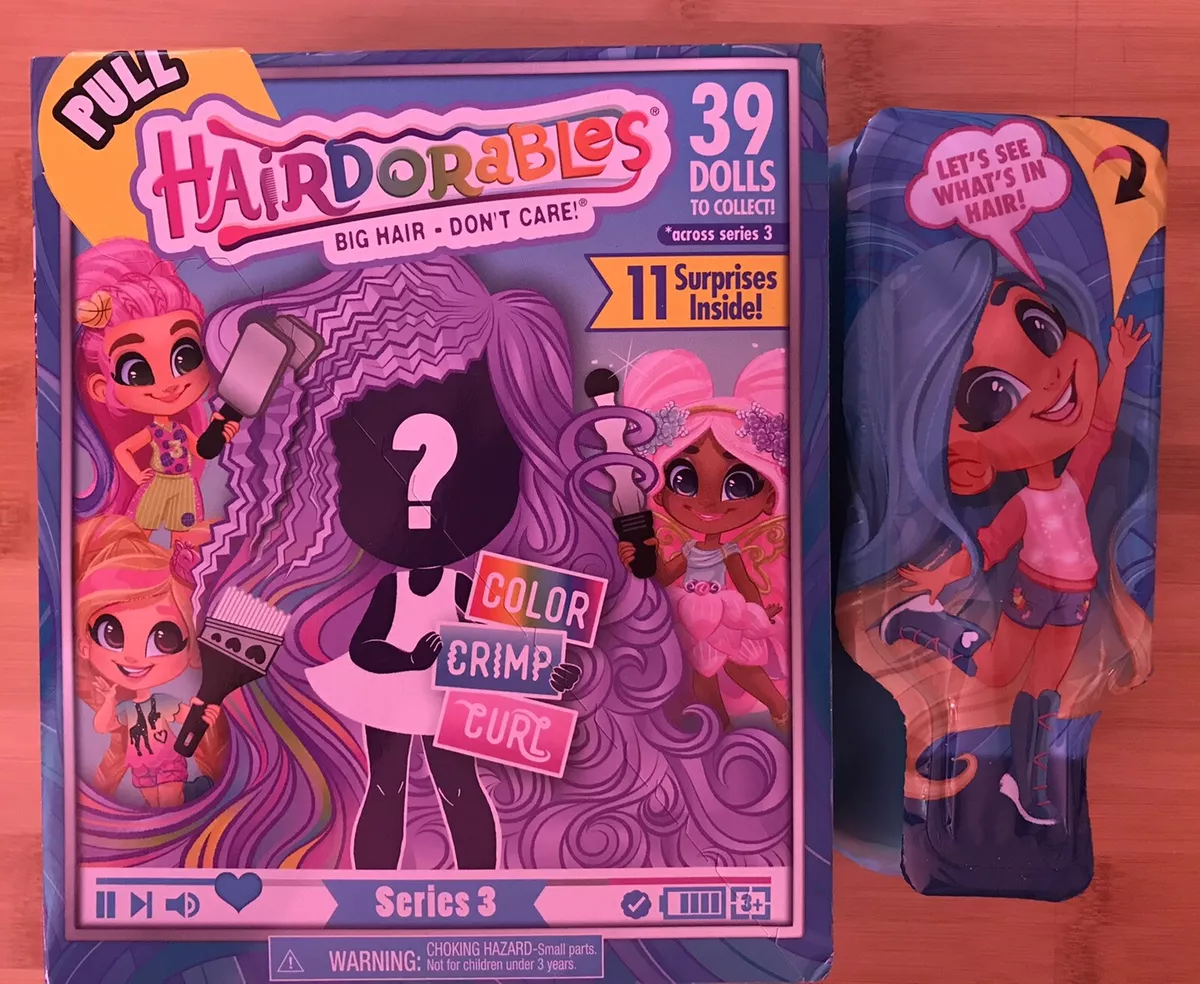 PULL
HAIRDORABLES®
BIG HAIR - DON'T CARE!®
39
DOLLS
TO COLLECT!
*across series 3
11 Surprises
Inside!
3
?
COLOR
CRIMP
CURL
Series 3
3+
WARNING: CHOKING HAZARD-Small parts.
Not for children under 3 years.
LET'S SEE
WHAT'S IN
HAIR!